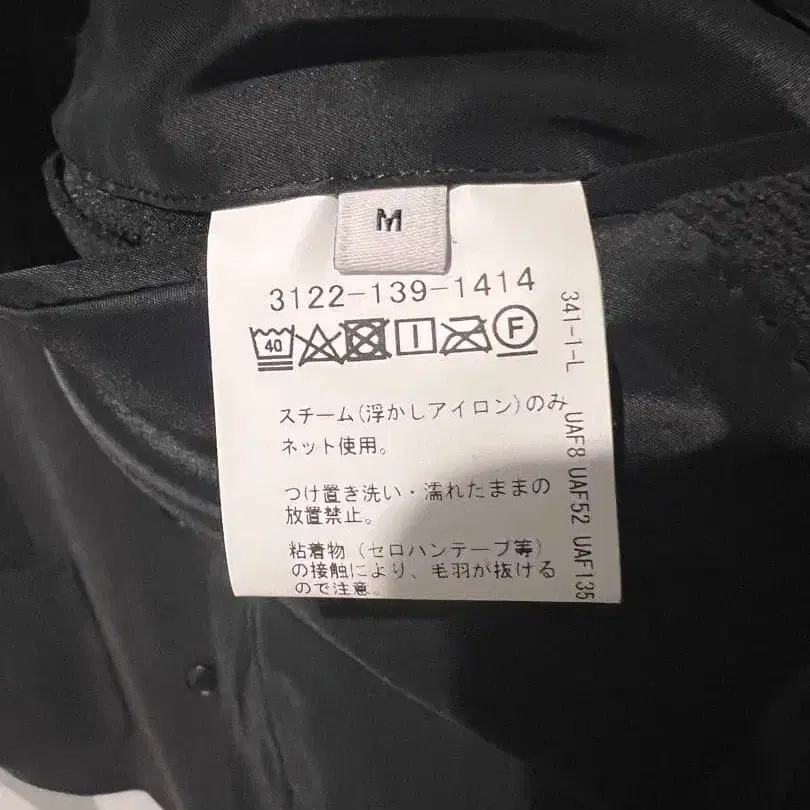 M
3122-139-1414
40
F
スチーム(浮かしアイロン)のみ
ネット使用。
つけ置き洗い・濡れたままの
放置禁止。
粘着物(セロハンテープ等)
の接触により、毛羽が抜ける
ので注意。
341-1-L
UAF8 UAF52 UAF135